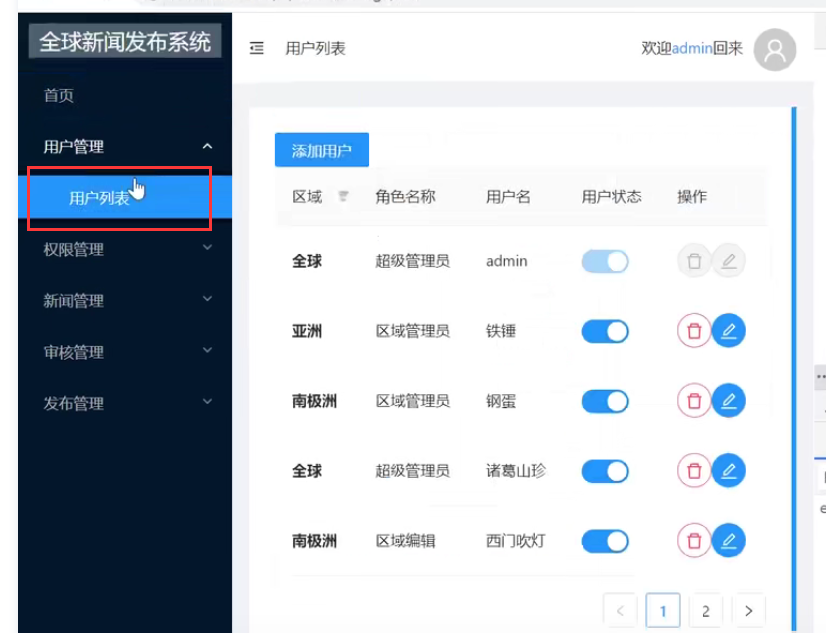 全球新闻发布系统
用户列表
欢迎admin回来
首页
用户管理
用户列表
权限管理
新闻管理
审核管理
发布管理
添加用户
区域 角色名称 用户名 用户状态 操作
全球 超级管理员 admin
亚洲 区域管理员 铁锤
南极洲 区域管理员 钢蛋
全球 超级管理员 诸葛山珍
南极洲 区域编辑 西门吹灯
1 2